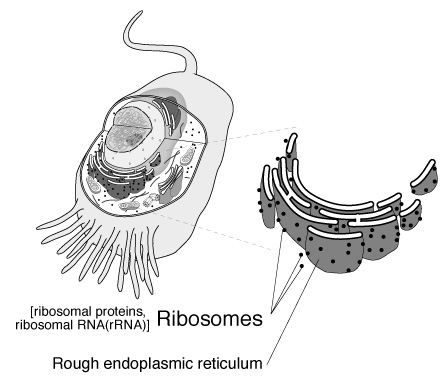 [ribosomal proteins,
ribosomal RNA(rRNA)] Ribosomes
Rough endoplasmic reticulum